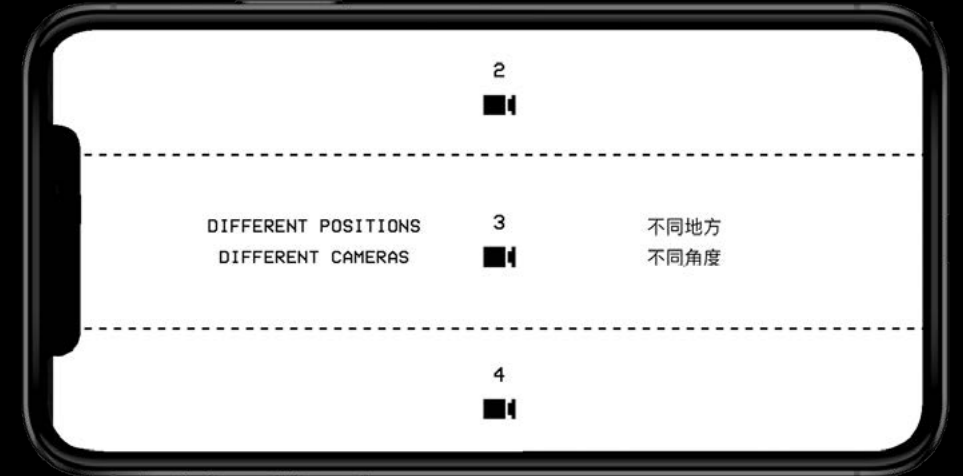 2
DIFFERENT POSITIONS
DIFFERENT CAMERAS
3
不同地方
不同角度
4